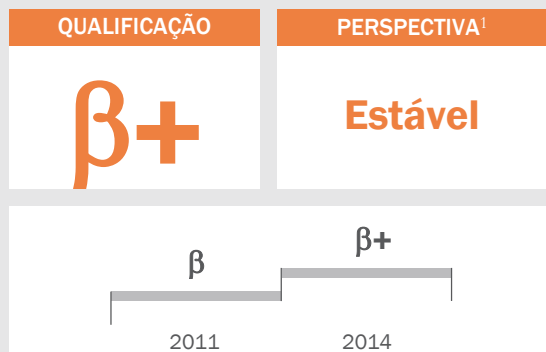 QUALIFICAÇÃO
β+
PERSPECTIVA¹
Estável
β
β+
2011
2014